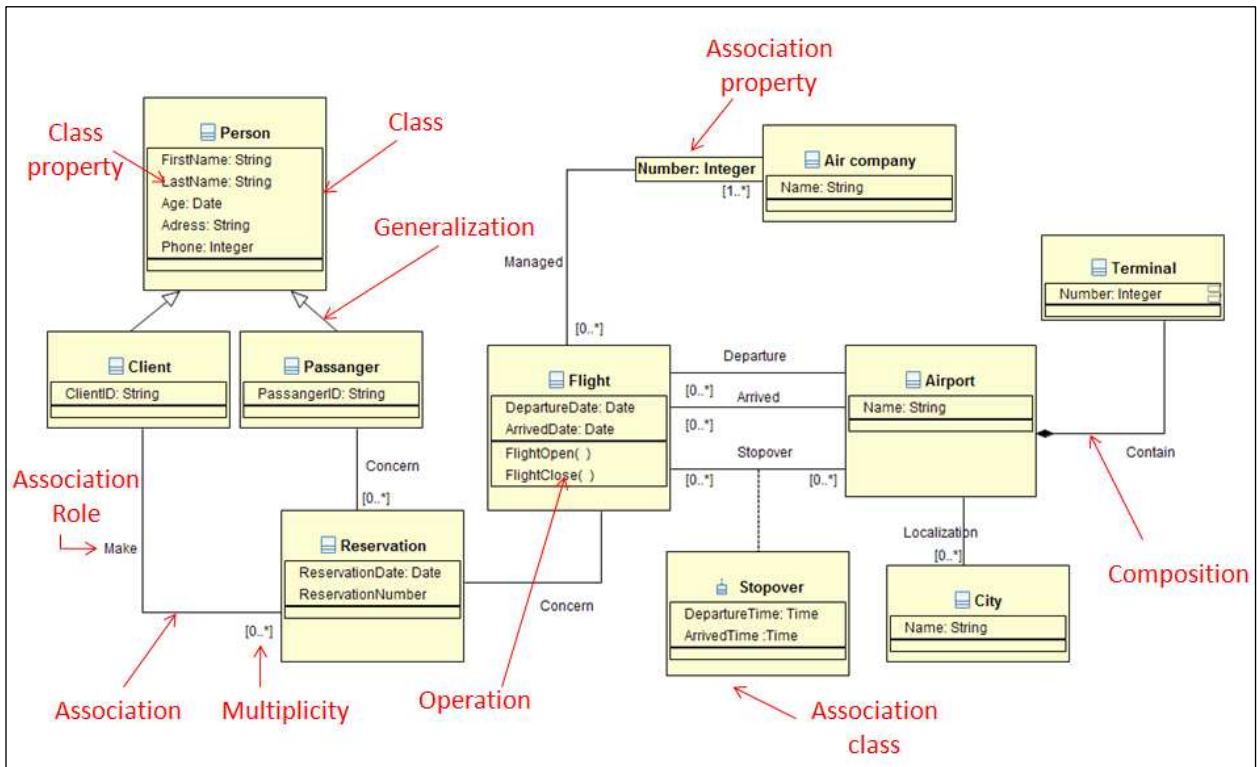 Association
property
Class
property
Person
FirstName: String
LastName: String
Age: Date
Adress: String
Phone: Integer
Class
Generalization
Number: Integer
[1..*]
Air company
Name: String
Managed
[0..*]
Terminal
Number: Integer
Client
ClientID: String
Passanger
PassangerID: String
Flight
DepartureDate: Date
ArrivedDate: Date
FlightOpen( )
FlightClose( )
Departure
[0..*]
Arrived
[0..*]
Stopover
[0..*]
[0..*]
Airport
Name: String
Contain
Composition
Association
Role
Make
Concern
[0..*]
Reservation
ReservationDate: Date
ReservationNumber
[0..*]
Concern
Localization
[0..*]
Stopover
DepartureTime: Time
ArrivedTime :Time
City
Name: String
Association
Multiplicity
Operation
Association
class